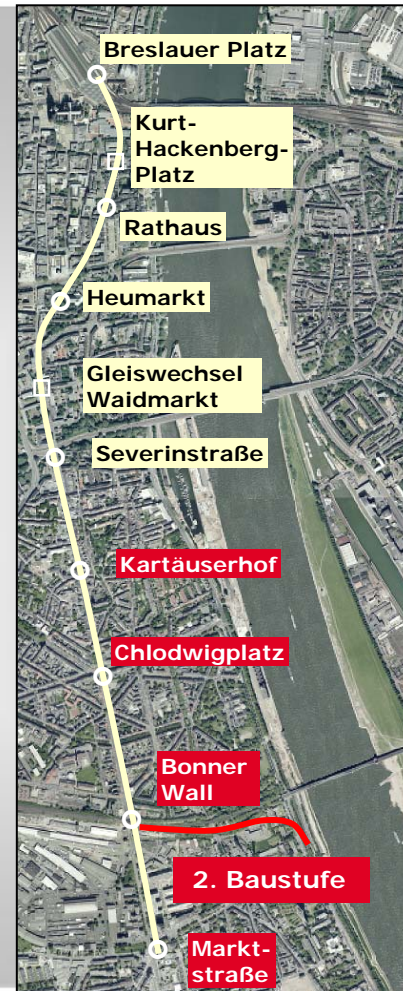 Breslauer Platz
Kurt-
Hackenberg-
Platz
Rathaus
Heumarkt
Gleiswechsel
Waidmarkt
Severinstraße
Kartäuserhof
Chlodwigplatz
Bonner
Wall
2. Baustufe
Markt-
straße